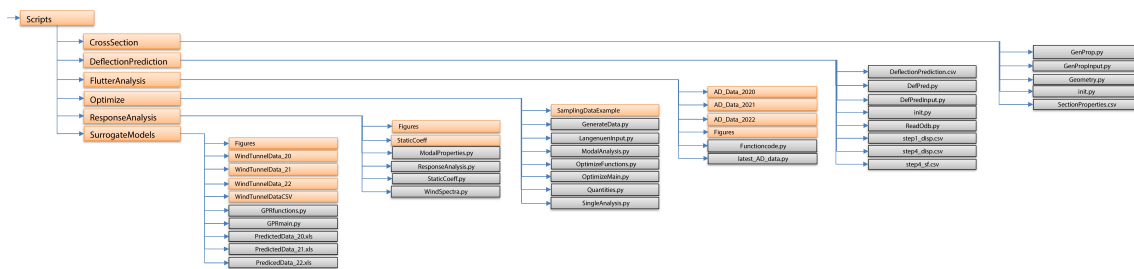 Scripts
CrossSection
DeflectionPrediction
FlutterAnalysis
Optimize
ResponseAnalysis
SurrogateModels
Figures
WindTunnelData_20
WindTunnelData_21
WindTunnelData_22
WindTunnelDataCSV
GPRfunctions.py
GPRmain.py
PredictedData_20.xls
PredictedData_21.xls
PredicedData_22.xls
Figures
StaticCoeff
ModalProperties.py
ResponseAnalysis.py
StaticCoeff.py
WindSpectra.py
SamplingDataExample
GenerateData.py
LangenuenInput.py
ModalAnalysis.py
OptimizeFunctions.py
OptimizeMain.py
Quantities.py
SingleAnalysis.py
AD_Data_2020
AD_Data_2021
AD_Data_2022
Figures
Functioncode.py
latest_AD_data.py
DeflectionPrediction.csv
DefPred.py
DefPredInput.py
init.py
ReadOdb.py
step1_disp.csv
step4_disp.csv
step4_sf.csv
GenProp.py
GenPropInput.py
Geometry.py
init.py
SectionProperties.csv